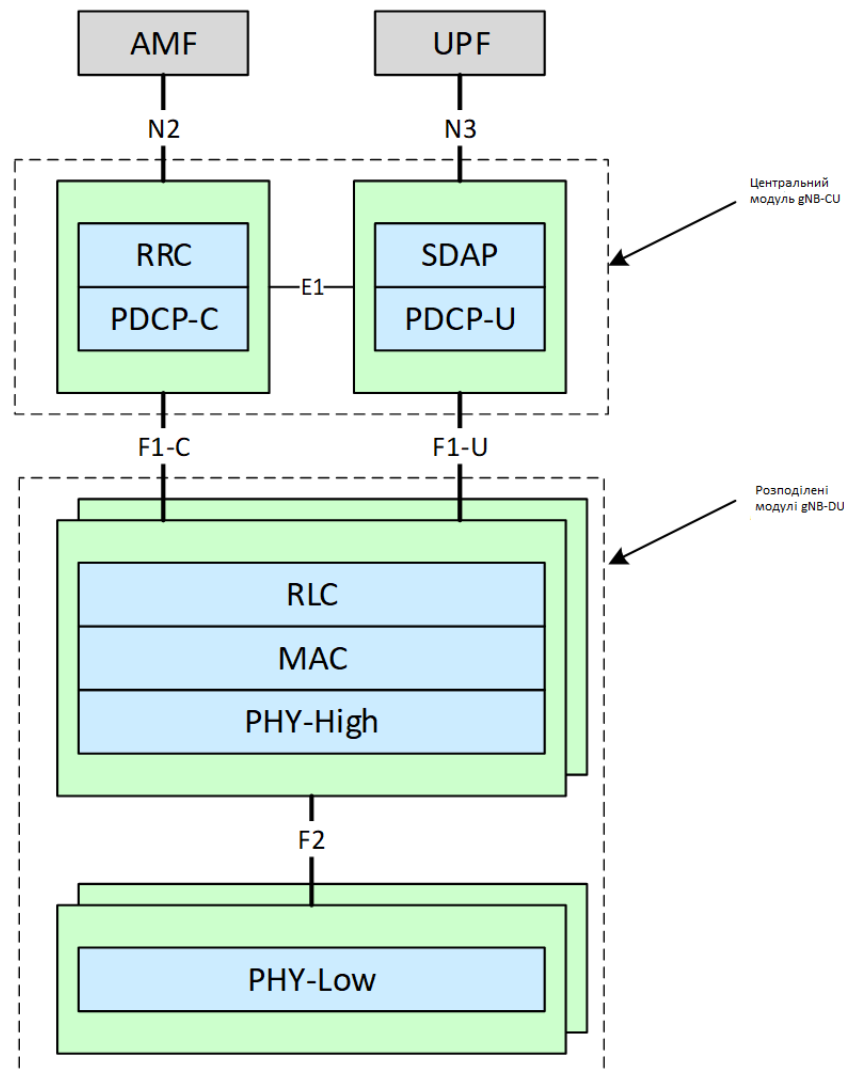 AMF
UPF
N2
N3
Центральний
модуль gNB-CU
RRC
SDAP
E1
PDCP-C
PDCP-U
F1-C
F1-U
Розподілені
модулі gNB-DU
RLC
MAC
PHY-High
F2
PHY-Low